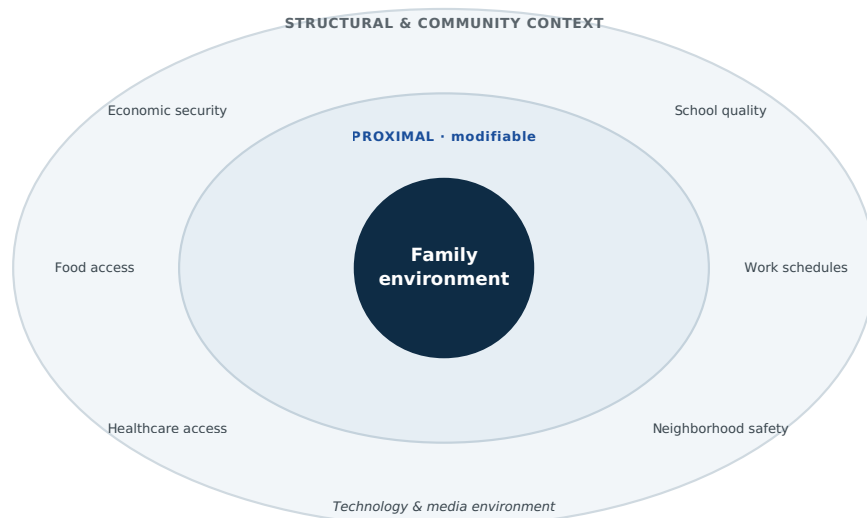 STRUCTURAL & COMMUNITY CONTEXT
Economic security
School quality
PROXIMAL · modifiable
Family
environment
Food access
Work schedules
Healthcare access
Neighborhood safety
Technology & media environment